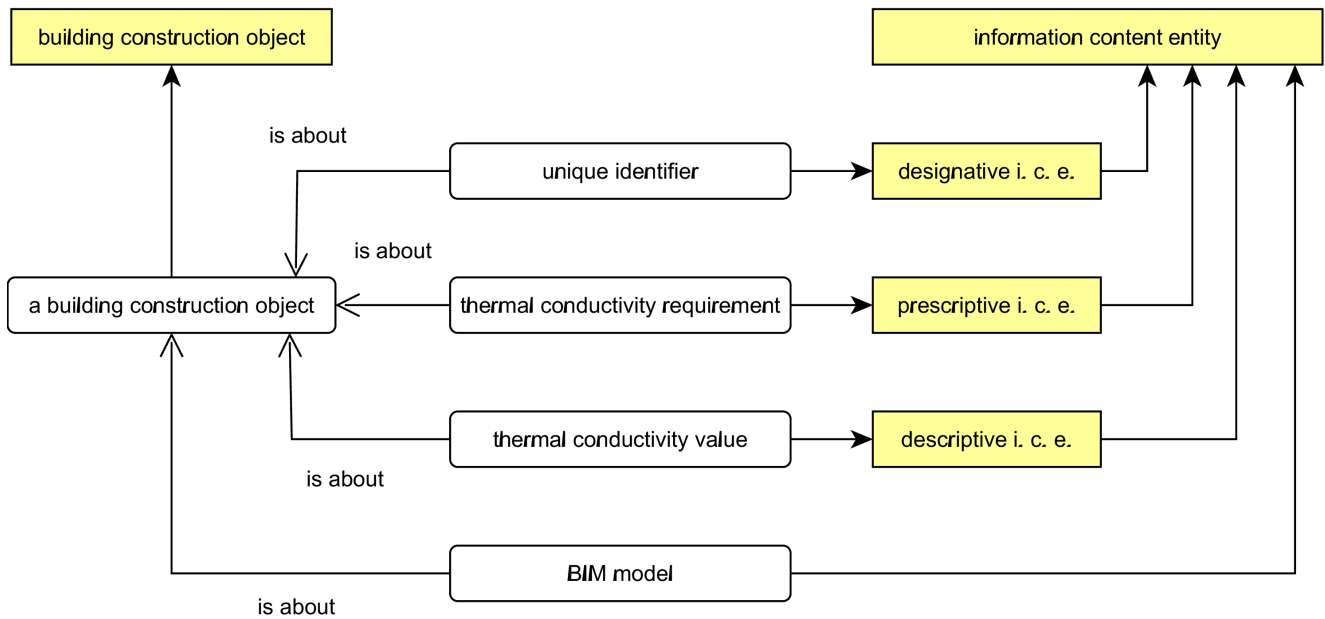 building construction object
information content entity
is about
unique identifier
designative i. c. e.
is about
a building construction object
thermal conductivity requirement
prescriptive i. c. e.
thermal conductivity value
descriptive i. c. e.
is about
BIM model
is about